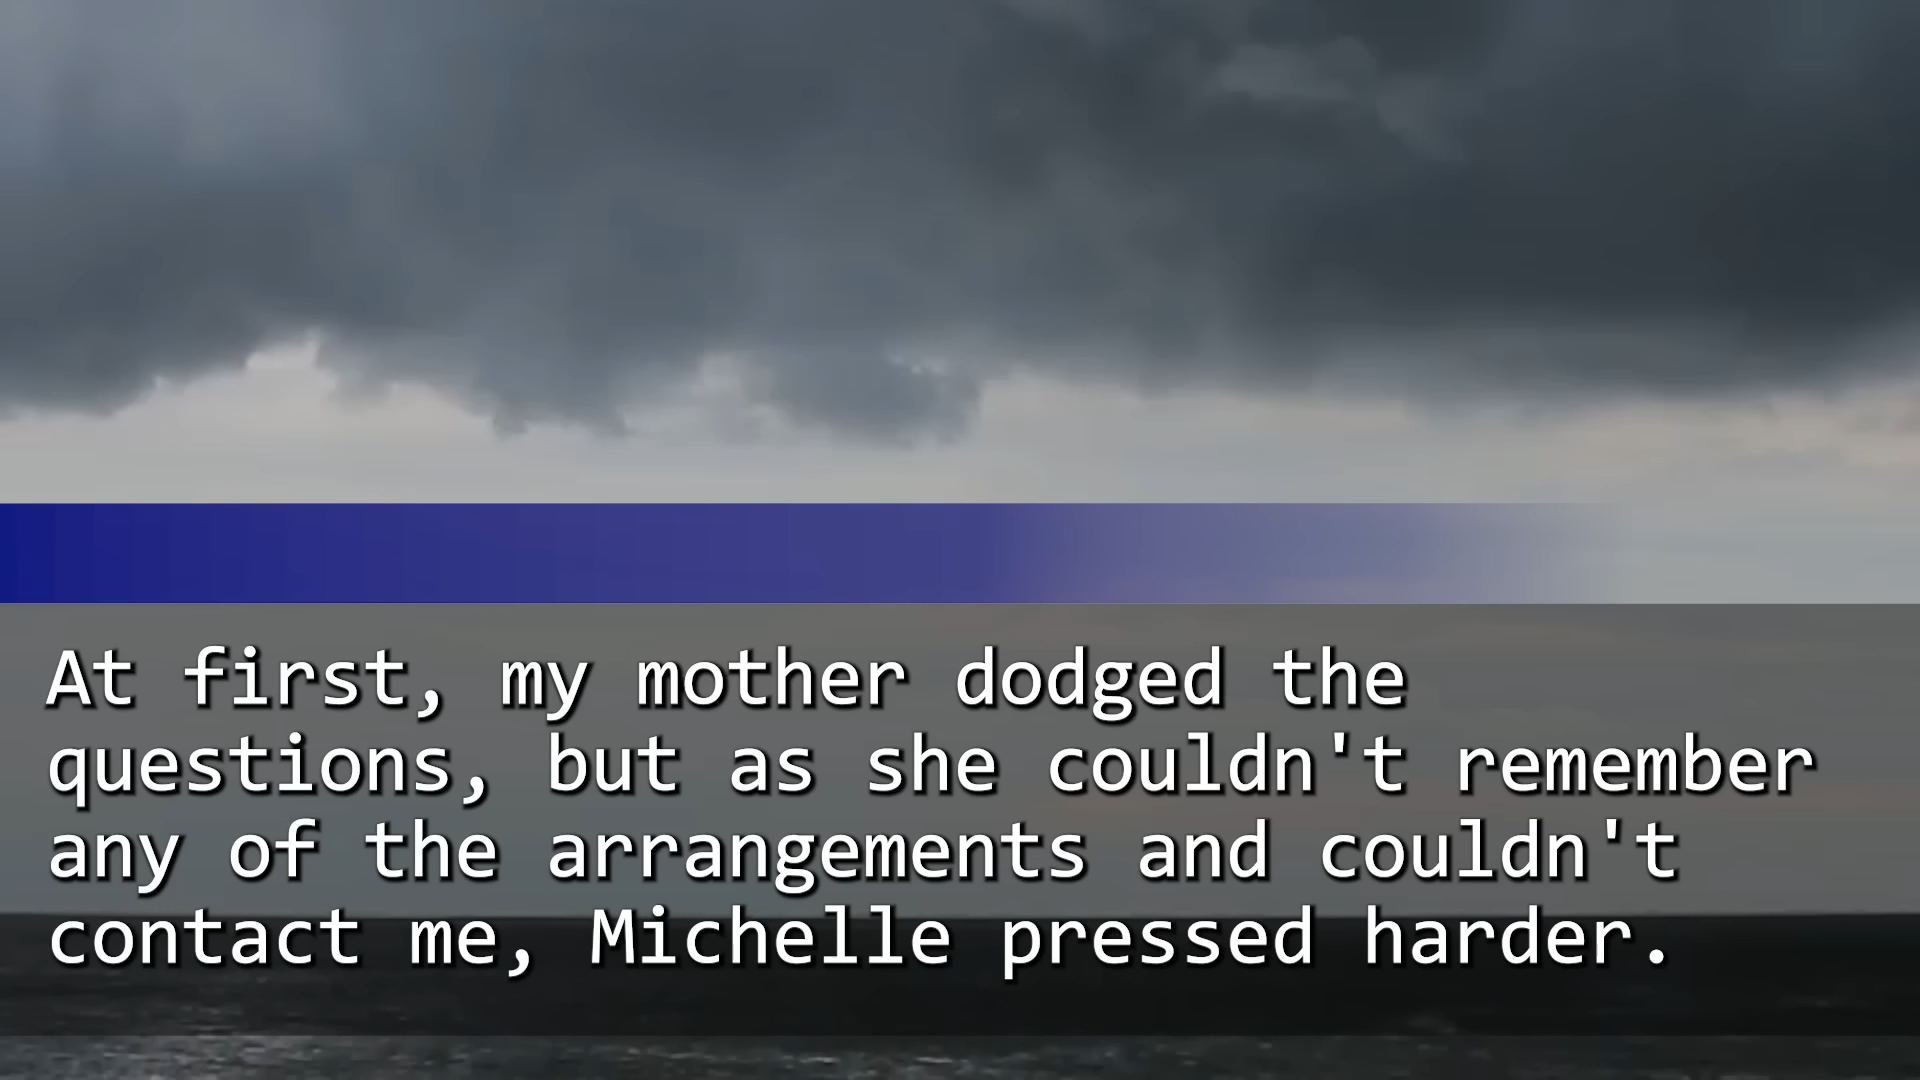 At first, my mother dodged the
questions, but as she couldn't remember
any of the arrangements and couldn't
contact me, Michelle pressed harder.